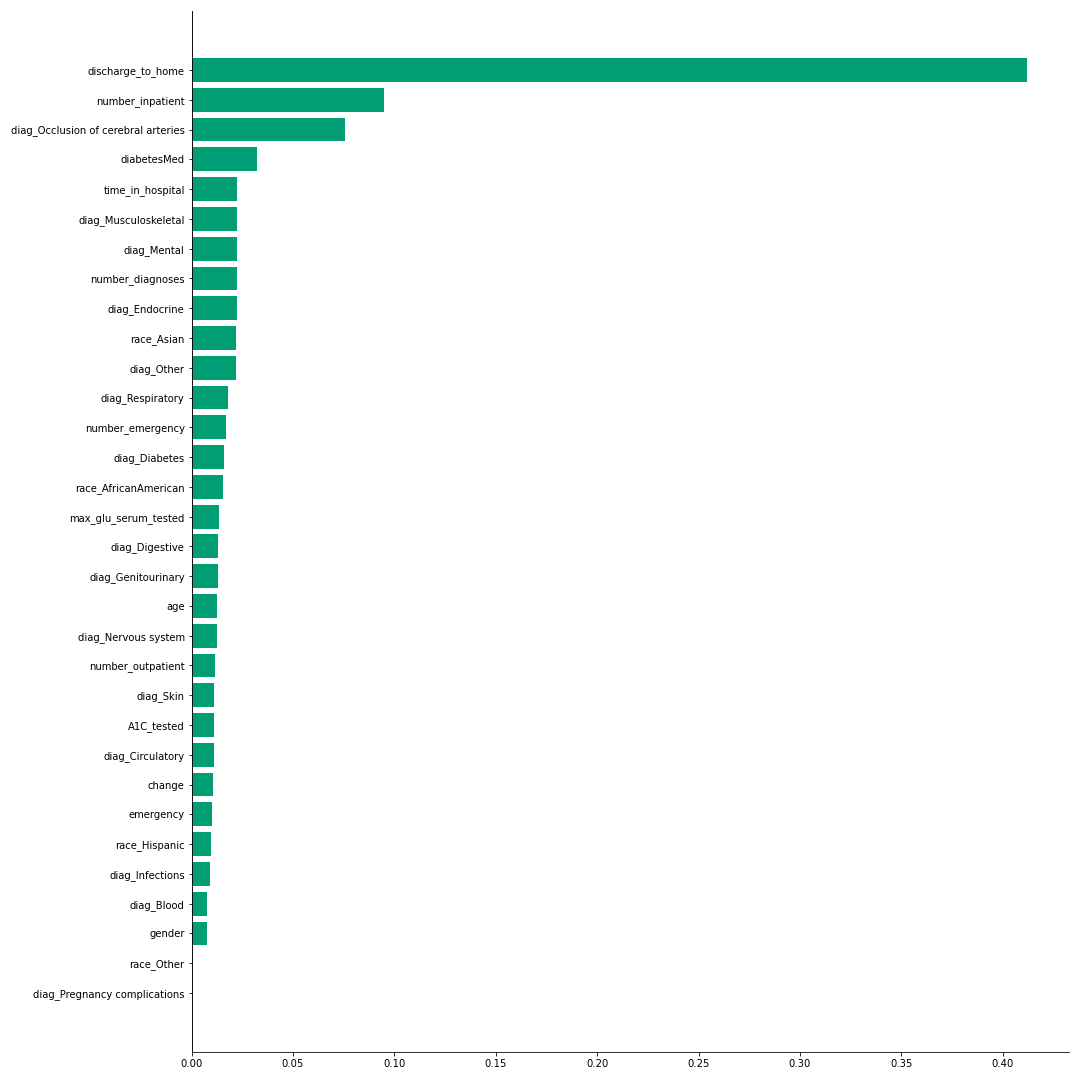 discharge_to_home
number_inpatient
diag_Occlusion of cerebral arteries
diabetesMed
time_in_hospital
diag_Musculoskeletal
diag_Mental
number_diagnoses
diag_Endocrine
race_Asian
diag_Other
diag_Respiratory
number_emergency
diag_Diabetes
race_AfricanAmerican
max_glu_serum_tested
diag_Digestive
diag_Genitourinary
age
diag_Nervous system
number_outpatient
diag_Skin
A1C_tested
diag_Circulatory
change
emergency
race_Hispanic
diag_Infections
diag_Blood
gender
race_Other
diag_Pregnancy complications
0.00 0.05 0.10 0.15 0.20 0.25 0.30 0.35 0.40